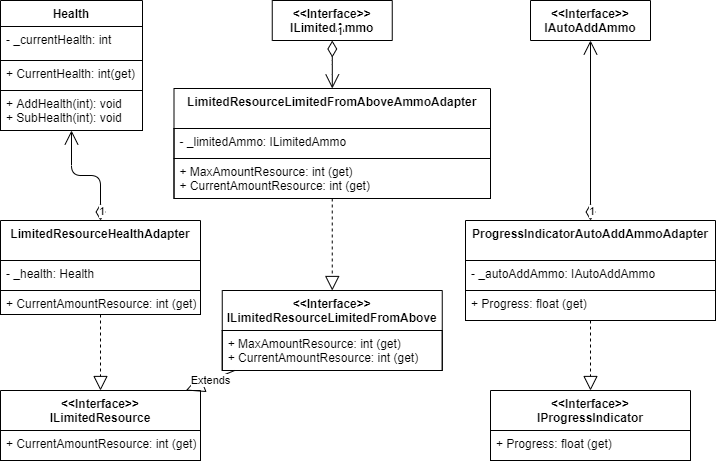 Health
- _currentHealth: int
+ CurrentHealth: int(get)
+ AddHealth(int): void
+ SubHealth(int): void
<<Interface>>
1
<<Interface>>
IAutoAddAmmo
LimitedResourceLimitedFromAboveAmmoAdapter
- _limitedAmmo: ILimitedAmmo
+ MaxAmountResource: int (get)
+ CurrentAmountResource: int (get)
1
LimitedResourceHealthAdapter
- _health: Health
+ CurrentAmountResource: int (get)
1
ProgressIndicatorAutoAddAmmoAdapter
- _autoAddAmmo: IAutoAddAmmo
+ Progress: float (get)
<<Interface>>
ILimitedResourceLimitedFromAbove
+ MaxAmountResource: int (get)
+ CurrentAmountResource: int (get)
Extends
<<Interface>>
ILimitedResource
+ CurrentAmountResource: int (get)
<<Interface>>
IProgressIndicator
+ Progress: float (get)